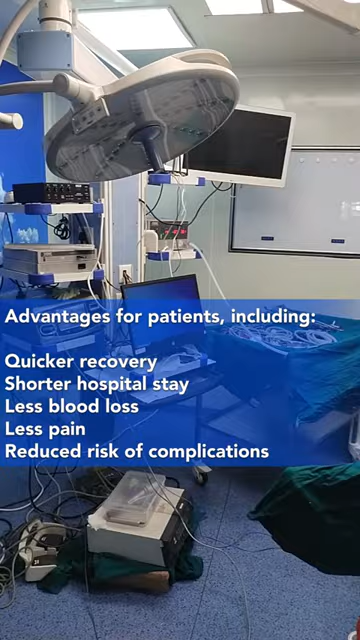 Advantages for patients, including:
Quicker recovery
Shorter hospital stay
Less blood loss
Less pain
Reduced risk of complications